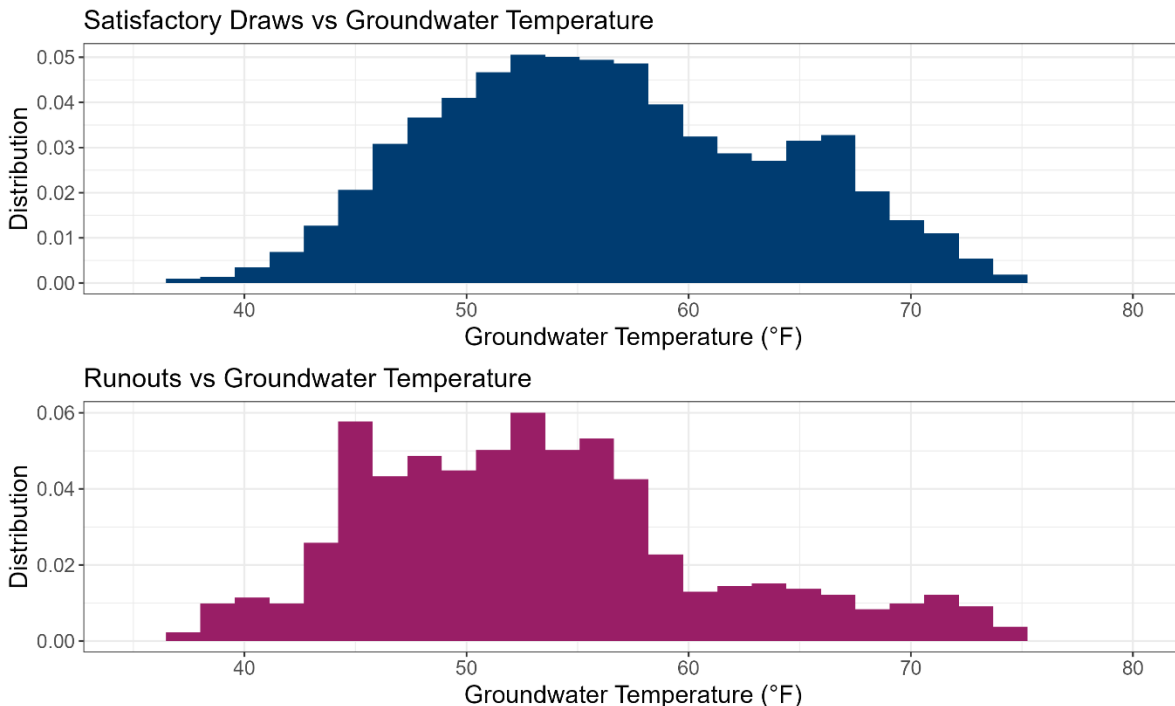 Satisfactory Draws vs Groundwater Temperature
Distribution
0.05
0.04
0.03
0.02
0.01
0.00
40 50 60 70 80
Groundwater Temperature (°F)
Runouts vs Groundwater Temperature
Distribution
0.06
0.04
0.02
0.00
40 50 60 70 80
Groundwater Temperature (°F)